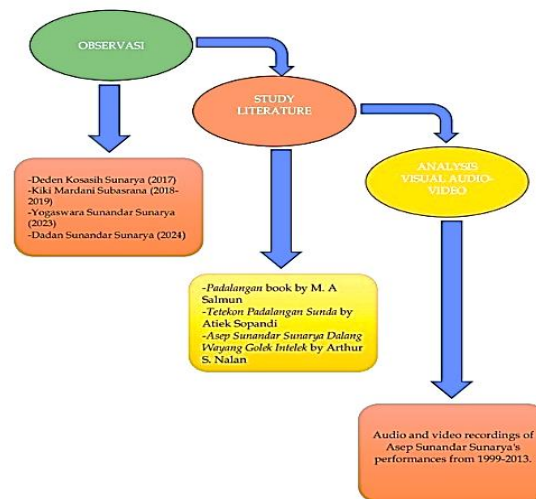 OBSERVASI
STUDY
LITERATURE
ANALYSIS
VISUAL AUDIO-
VIDEO
-Deden Kosasih Sunarya (2017)
-Kiki Mardani Subasrana (2018-
2019)
-Yogaswara Sunandar Sunarya
(2023)
-Dadan Sunandar Sunarya (2024)
-Padalangan book by M. A
Salmun
-Tetekon Padalangan Sunda by
Atiek Sopandi
-Asep Sunandar Sunarya Dalang
Wayang Golek Intelek by Arthur
S. Nalan
Audio and video recordings of
Asep Sunandar Sunarya's
performances from 1999-2013.